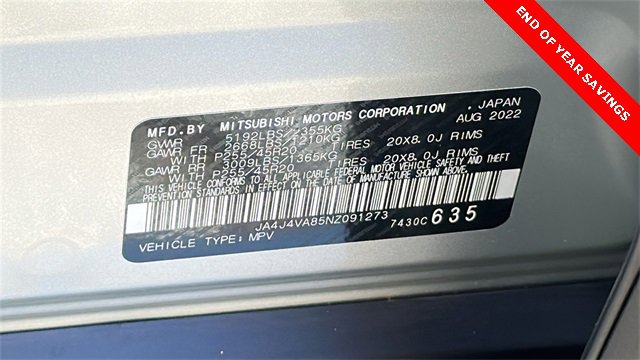 END OF YEAR SAVINGS
MFD.BY MITSUBISHI MOTORS CORPORATION . JAPAN
GVWR 5192LBS/2355KG AUG 2022
GAWR FR 2668LBS/1210KG
WITH P255/45R20 TIRES 20X8.0J RIMS
GAWR RR 3009LBS/1365KG
WITH P255/45R20 TIRES 20X8.0J RIMS
THIS VEHICLE CONFORMS TO ALL APPLICABLE FEDERAL MOTOR VEHICLE SAFETY AND THEFT
PREVENTION STANDARDS IN EFFECT ON THE DATE OF MANUFACTURE SHOWN ABOVE.
JA4J4VA85NZ091273 7430C 635
VEHICLE TYPE: MPV